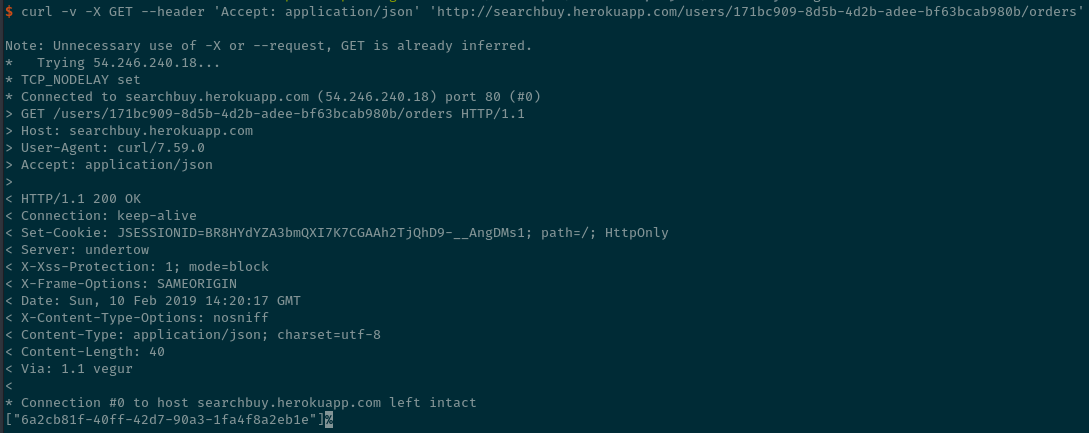 $ curl -v -X GET --header 'Accept: application/json' 'http://searchbuy.herokuapp.com/users/171bc909-8d5b-4d2b-adee-bf63bcab980b/orders'
Note: Unnecessary use of -X or --request, GET is already inferred.
*   Trying 54.246.240.18...
* TCP_NODELAY set
* Connected to searchbuy.herokuapp.com (54.246.240.18) port 80 (#0)
> GET /users/171bc909-8d5b-4d2b-adee-bf63bcab980b/orders HTTP/1.1
> Host: searchbuy.herokuapp.com
> User-Agent: curl/7.59.0
> Accept: application/json
>
< HTTP/1.1 200 OK
< Connection: keep-alive
< Set-Cookie: JSESSIONID=BR8HYdYZA3bmQXI7K7CGAAh2TjQhD9-__AngDMs1; path=/; HttpOnly
< Server: undertow
< X-Xss-Protection: 1; mode=block
< X-Frame-Options: SAMEORIGIN
< Date: Sun, 10 Feb 2019 14:20:17 GMT
< X-Content-Type-Options: nosniff
< Content-Type: application/json; charset=utf-8
< Content-Length: 40
< Via: 1.1 vegur
<
* Connection #0 to host searchbuy.herokuapp.com left intact
["6a2cb81f-40ff-42d7-90a3-1fa4f8a2eb1e"]%